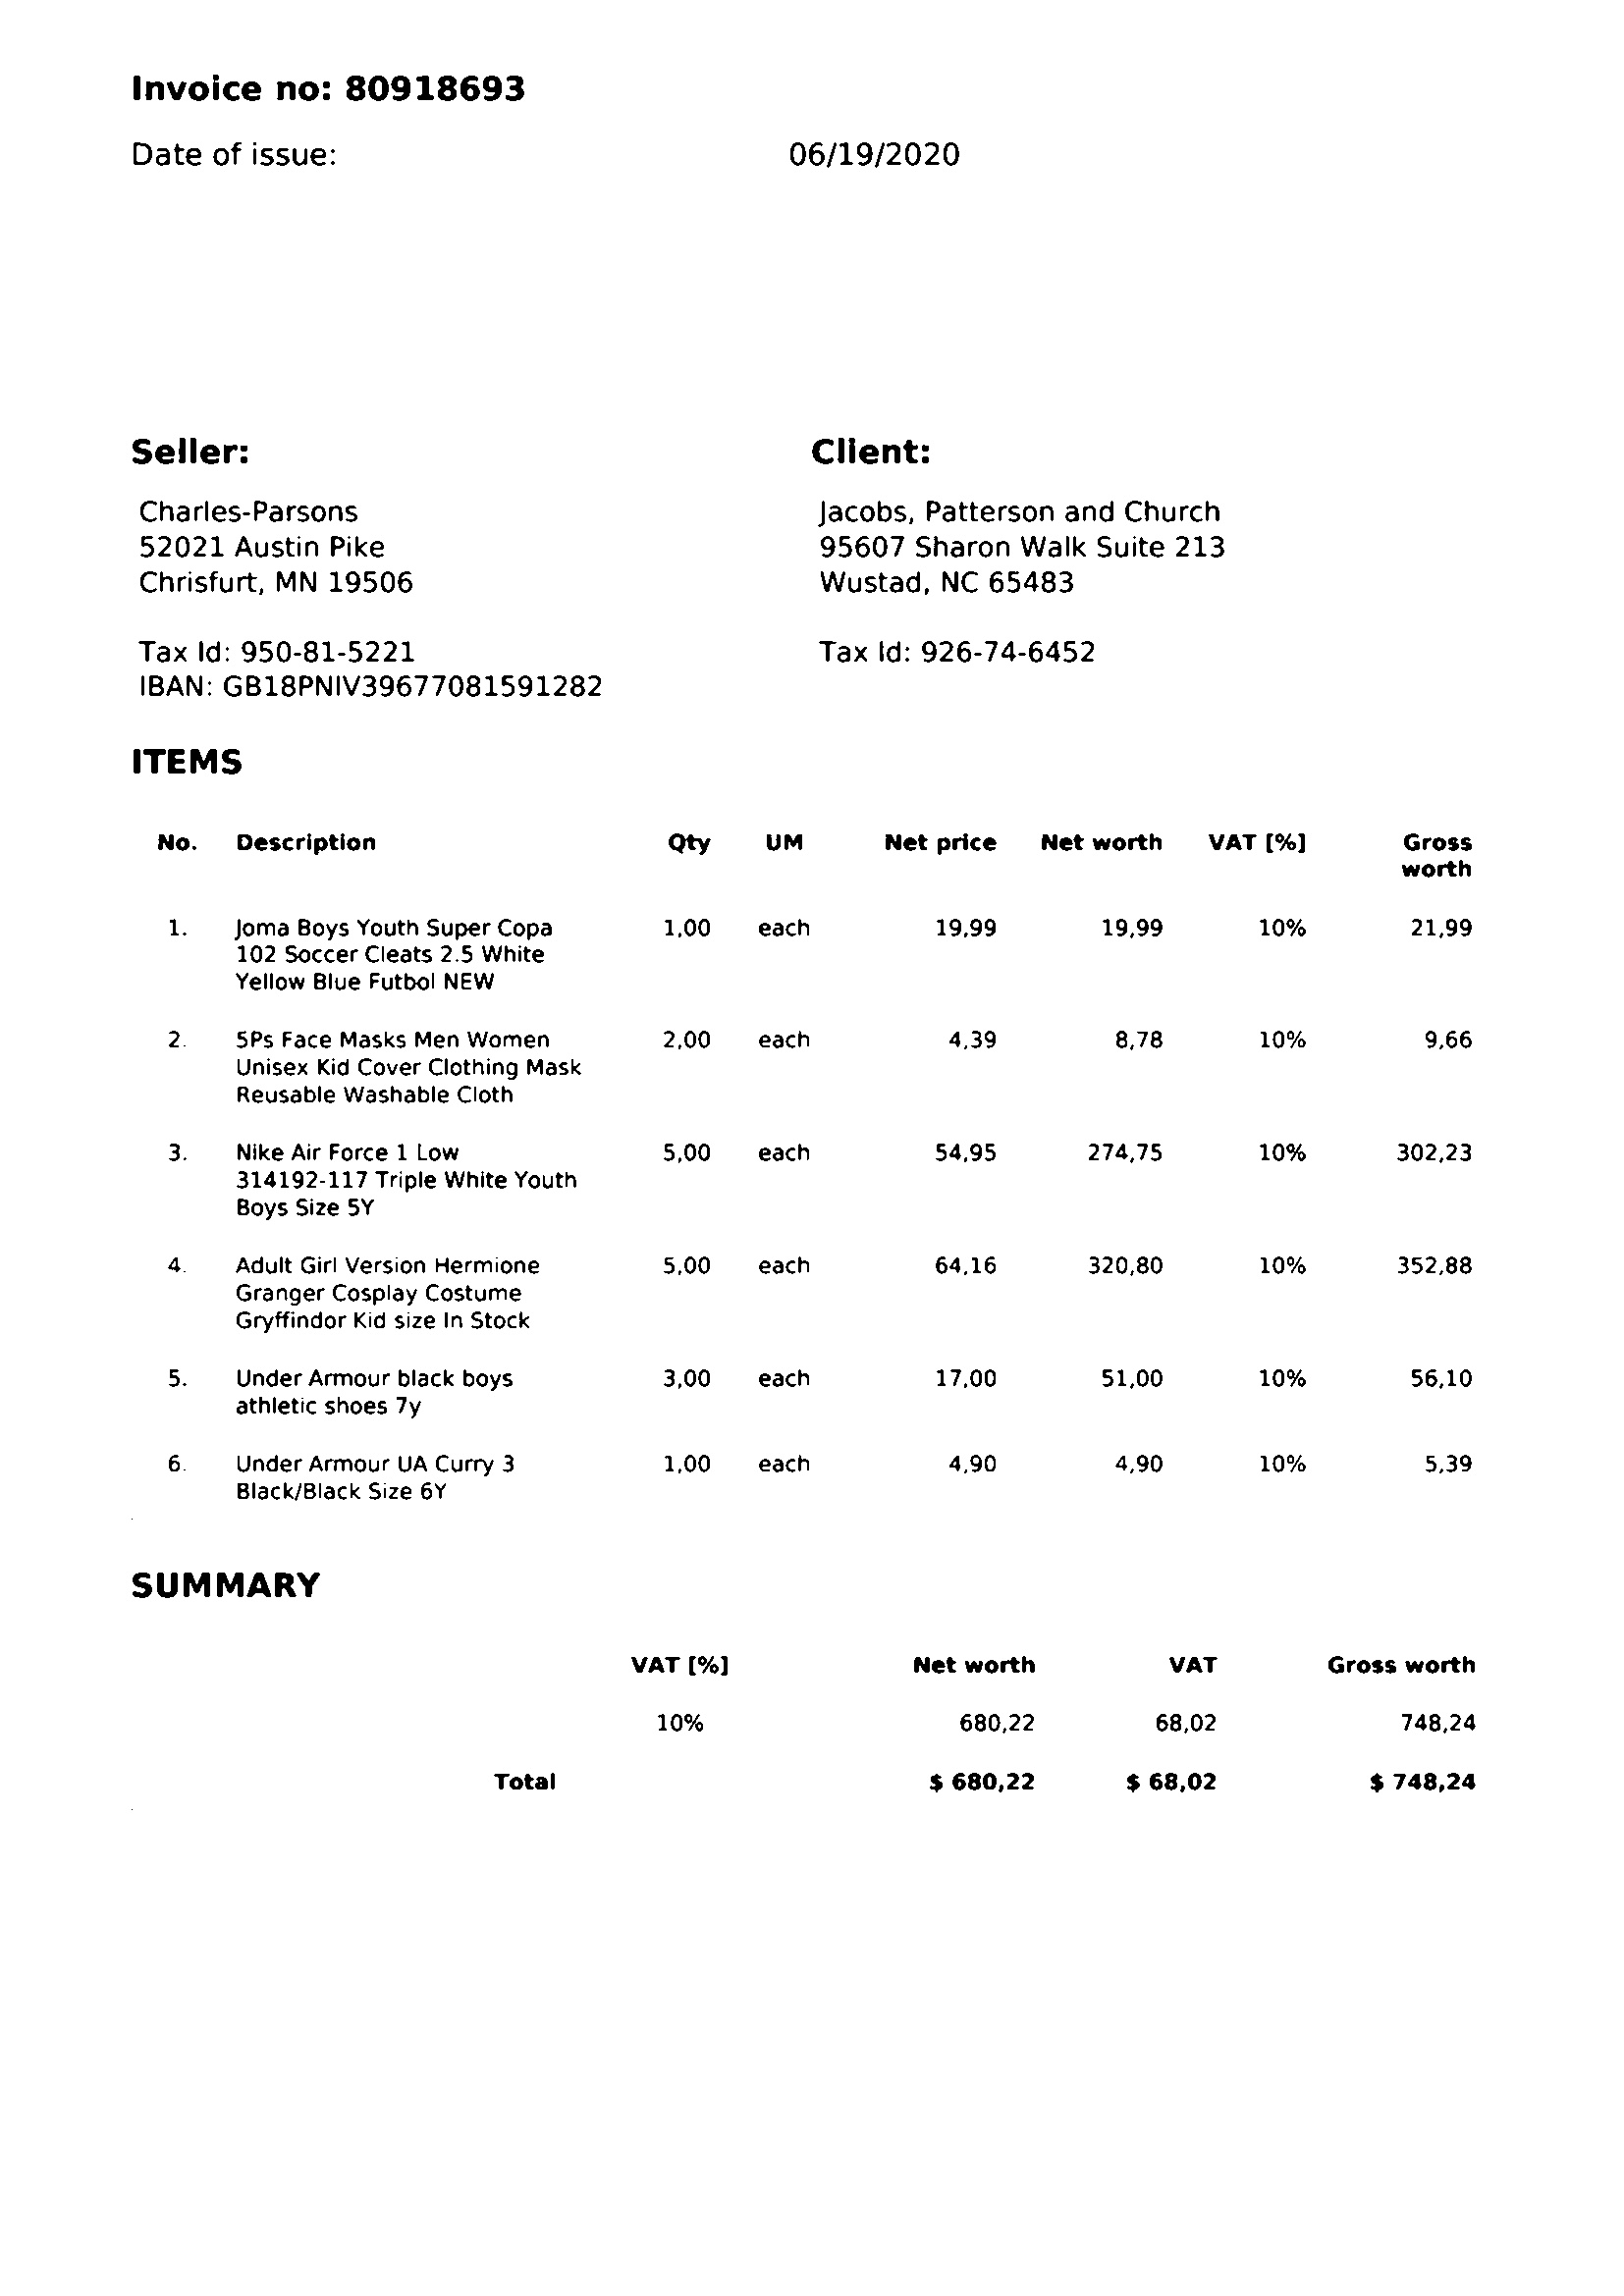 Invoice no: 80918693
Date of issue: 06/19/2020
Seller:
Charles-Parsons
52021 Austin Pike
Chrisfurt, MN 19506
Tax Id: 950-81-5221
IBAN: GB18PNIV39677081591282
Client:
Jacobs, Patterson and Church
95607 Sharon Walk Suite 213
Wustad, NC 65483
Tax Id: 926-74-6452
ITEMS
No. Description Qty UM Net price Net worth VAT [%] Gross
worth
1. Joma Boys Youth Super Copa 1,00 each 19,99 19,99 10% 21,99
102 Soccer Cleats 2.5 White
Yellow Blue Futbol NEW
2. 5Ps Face Masks Men Women 2,00 each 4,39 8,78 10% 9,66
Unisex Kid Cover Clothing Mask
Reusable Washable Cloth
3. Nike Air Force 1 Low 5,00 each 54,95 274,75 10% 302,23
314192-117 Triple White Youth
Boys Size 5Y
4. Adult Girl Version Hermione 5,00 each 64,16 320,80 10% 352,88
Granger Cosplay Costume
Gryffindor Kid size In Stock
5. Under Armour black boys 3,00 each 17,00 51,00 10% 56,10
athletic shoes 7y
6. Under Armour UA Curry 3 1,00 each 4,90 4,90 10% 5,39
Black/Black Size 6Y
SUMMARY
VAT [%] Net worth VAT Gross worth
10% 680,22 68,02 748,24
Total $ 680,22 $ 68,02 $ 748,24